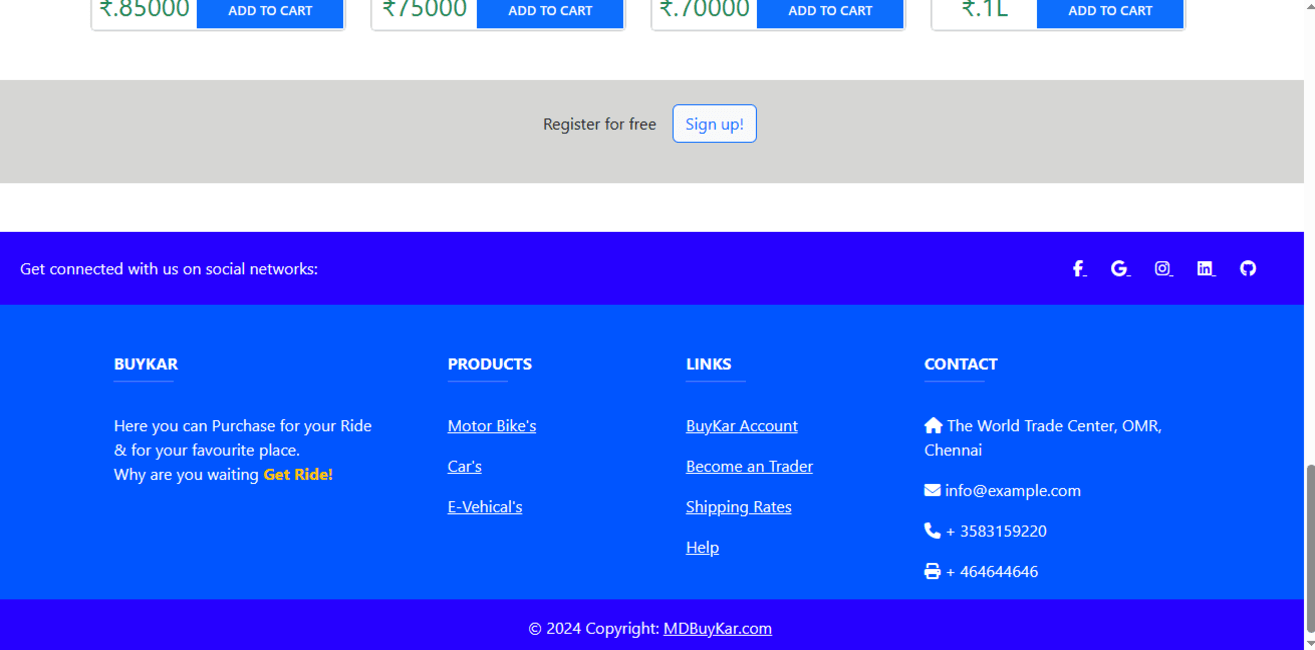 ₹.85000 ADD TO CART ₹75000 ADD TO CART ₹.70000 ADD TO CART ₹.1L ADD TO CART
Register for free Sign up!
Get connected with us on social networks:
BUYKAR
Here you can Purchase for your Ride
& for your favourite place.
Why are you waiting Get Ride!
PRODUCTS
Motor Bike's
Car's
E-Vehical's
LINKS
BuyKar Account
Become an Trader
Shipping Rates
Help
CONTACT
The World Trade Center, OMR,
Chennai
info@example.com
+ 3583159220
+ 464644646
© 2024 Copyright: MDBuyKar.com